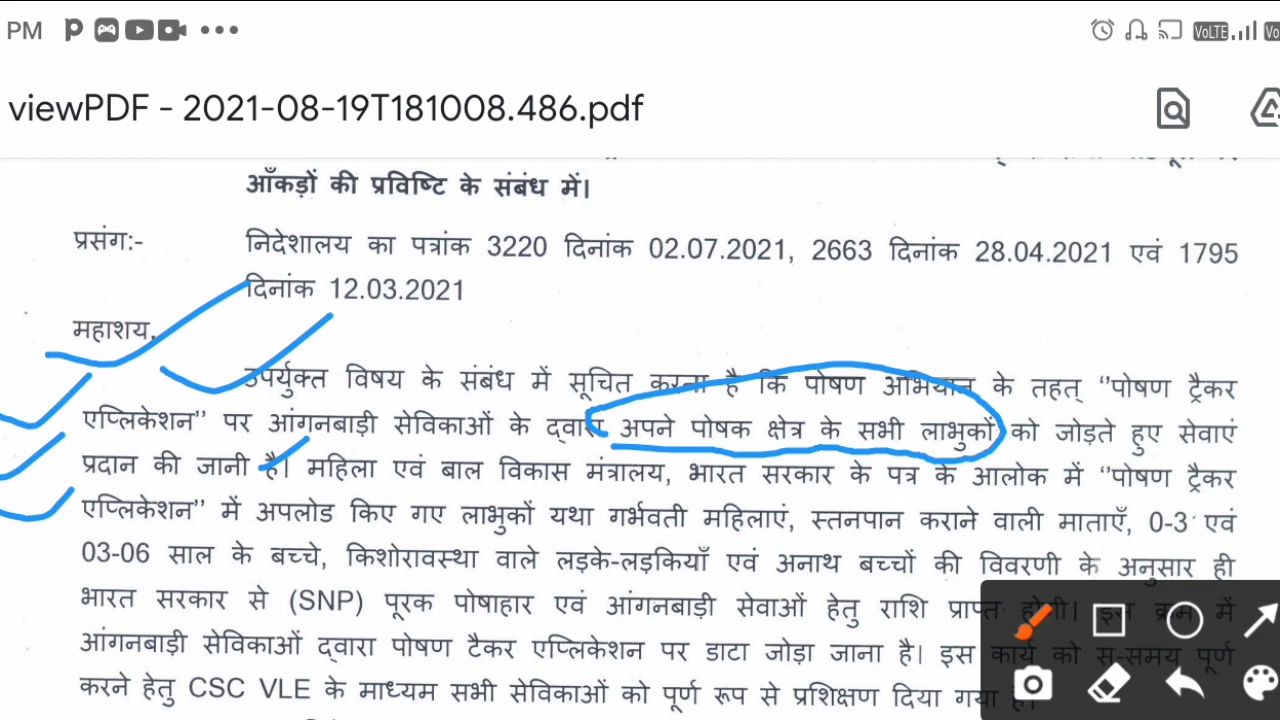 PM
VoLTE
viewPDF - 2021-08-19T181008.486.pdf
आँकड़ों की प्रविष्टि के संबंध में।
प्रसंग:- निदेशालय का पत्रांक 3220 दिनांक 02.07.2021, 2663 दिनांक 28.04.2021 एवं 1795
दिनांक 12.03.2021
महाशय,
उपर्युक्त विषय के संबंध में सूचित करना है कि पोषण अभियान के तहत् "पोषण ट्रैकर
एप्लिकेशन" पर आंगनबाड़ी सेविकाओं के द्वारा अपने पोषक क्षेत्र के सभी लाभुकों को जोड़ते हुए सेवाएं
प्रदान की जानी है। महिला एवं बाल विकास मंत्रालय, भारत सरकार के पत्र के आलोक में "पोषण ट्रैकर
एप्लिकेशन" में अपलोड किए गए लाभुकों यथा गर्भवती महिलाएं, स्तनपान कराने वाली माताएँ, 0-3 एवं
03-06 साल के बच्चे, किशोरावस्था वाले लड़के-लड़कियाँ एवं अनाथ बच्चों की विवरणी के अनुसार ही
भारत सरकार से (SNP) पूरक पोषाहार एवं आंगनबाड़ी सेवाओं हेतु राशि प्राप्त होगी। इस क्रम में
आंगनबाड़ी सेविकाओं द्वारा पोषण टैकर एप्लिकेशन पर डाटा जोड़ा जाना है। इस कार्य को स-समय पूर्ण
करने हेतु CSC VLE के माध्यम सभी सेविकाओं को पूर्ण रूप से प्रशिक्षण दिया गया है।